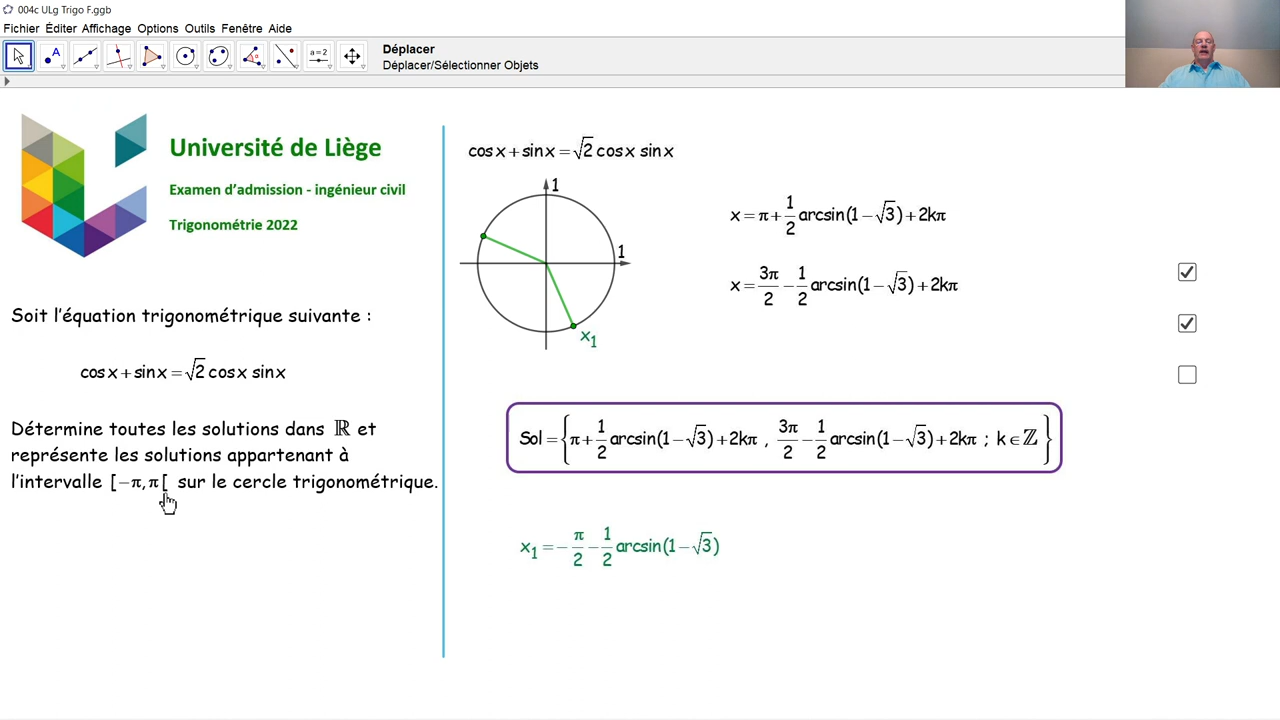 004c ULg Trigo F.ggb
Fichier Éditer Affichage Options Outils Fenêtre Aide
A
a=2
Déplacer
Déplacer/Sélectionner Objets
Université de Liège
Examen d'admission - ingénieur civil
Trigonométrie 2022
Soit l'équation trigonométrique suivante :
cos x + sin x = √2 cos x sin x
Détermine toutes les solutions dans ℝ et
représente les solutions appartenant à
l'intervalle [−π, π[ sur le cercle trigonométrique.
cos x + sin x = √2 cos x sin x
1
1
x₁
x = π + 1/2 arcsin(1 − √3) + 2kπ
x = 3π/2 − 1/2 arcsin(1 − √3) + 2kπ
Sol = {π + 1/2 arcsin(1 − √3) + 2kπ , 3π/2 − 1/2 arcsin(1 − √3) + 2kπ ; k ∈ ℤ}
x₁ = −π/2 − 1/2 arcsin(1 − √3)